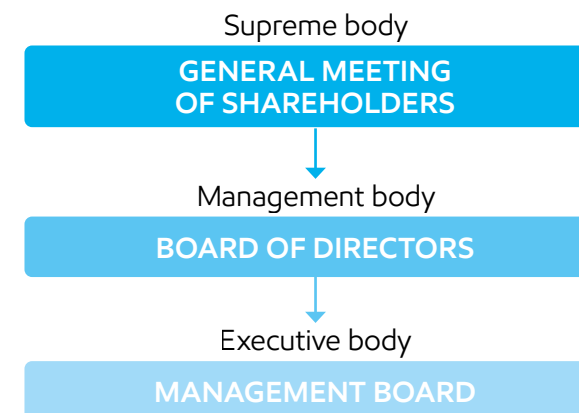 Supreme body
GENERAL MEETING
OF SHAREHOLDERS
Management body
BOARD OF DIRECTORS
Executive body
MANAGEMENT BOARD